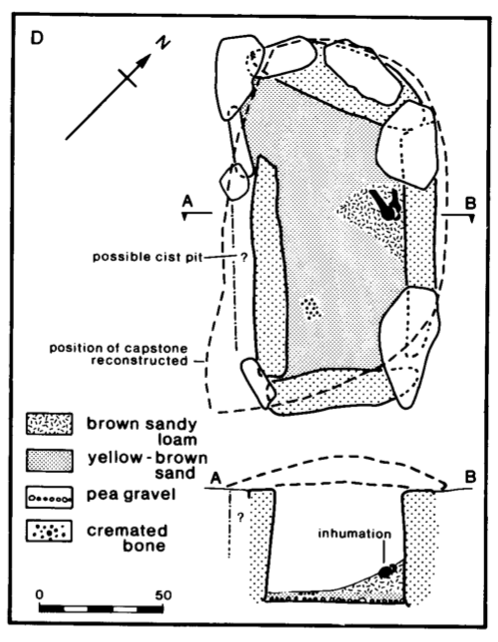 D
N
A
B
possible cist pit
?
position of capstone
reconstructed
brown sandy
loam
yellow-brown
sand
pea gravel
cremated
bone
A
B
?
inhumation
0
50